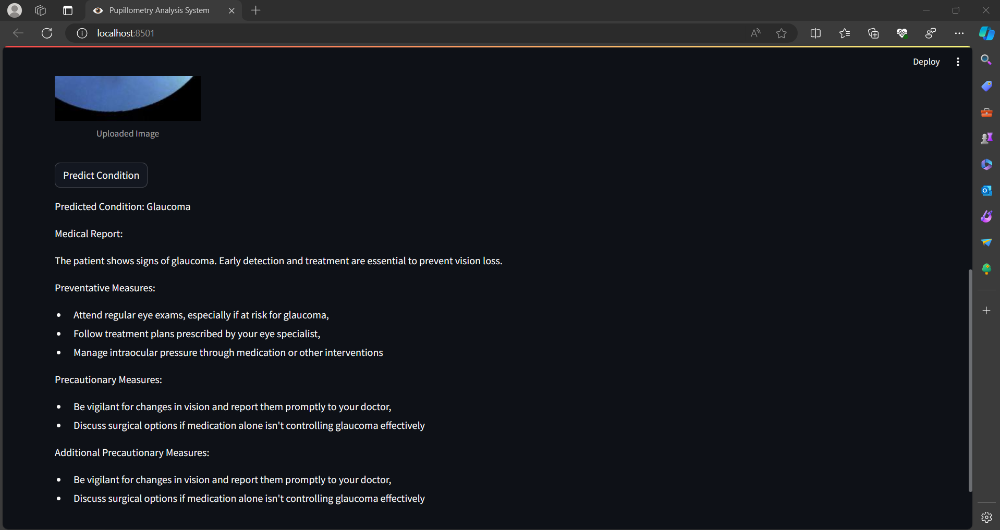 Pupillometry Analysis System
localhost:8501
Deploy
Uploaded Image
Predict Condition
Predicted Condition: Glaucoma
Medical Report:
The patient shows signs of glaucoma. Early detection and treatment are essential to prevent vision loss.
Preventative Measures:
• Attend regular eye exams, especially if at risk for glaucoma,
• Follow treatment plans prescribed by your eye specialist,
• Manage intraocular pressure through medication or other interventions
Precautionary Measures:
• Be vigilant for changes in vision and report them promptly to your doctor,
• Discuss surgical options if medication alone isn't controlling glaucoma effectively
Additional Precautionary Measures:
• Be vigilant for changes in vision and report them promptly to your doctor,
• Discuss surgical options if medication alone isn't controlling glaucoma effectively